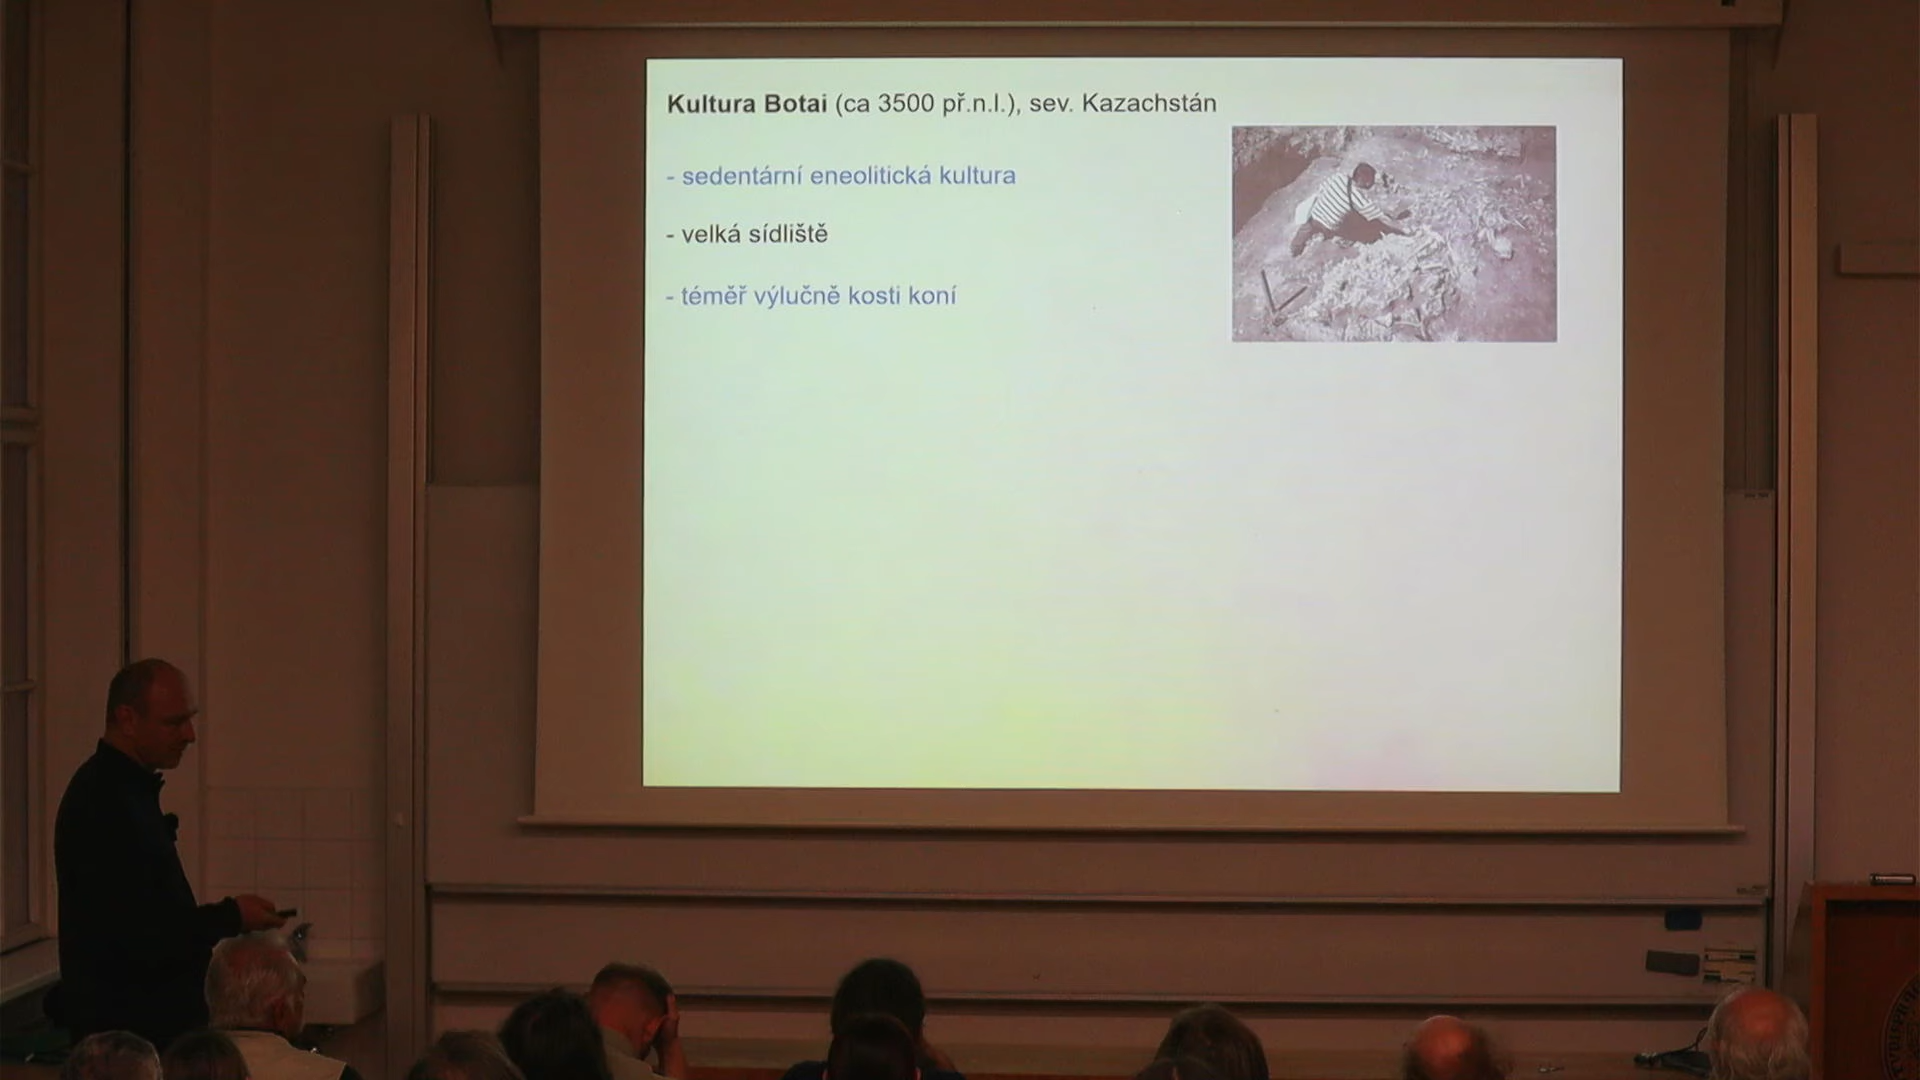 Kultura Botai (ca 3500 př.n.l.), sev. Kazachstán
- sedentární eneolitická kultura
- velká sídliště
- téměř výlučně kosti koní